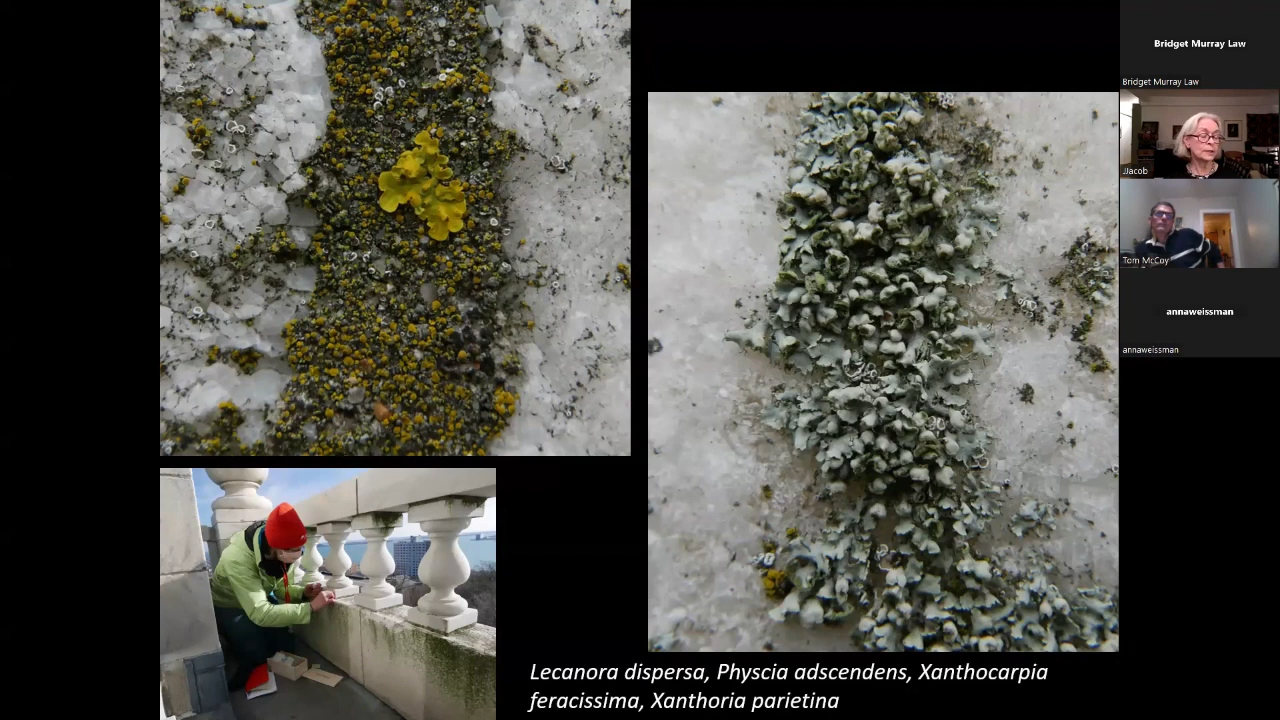 Bridget Murray Law
Bridget Murray Law
JJacob
Tom McCoy
annaweissman
annaweissman
Lecanora dispersa, Physcia adscendens, Xanthocarpia
feracissima, Xanthoria parietina